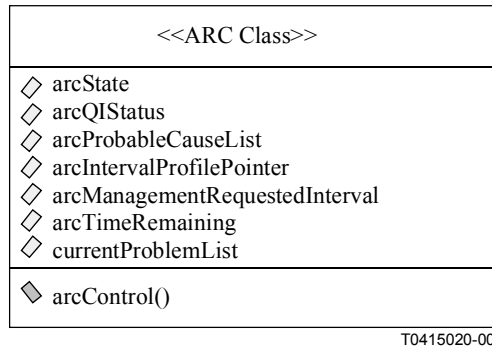 <<ARC Class>>
arcState
arcQIStatus
arcProbableCauseList
arcIntervalProfilePointer
arcManagementRequestedInterval
arcTimeRemaining
currentProblemList
arcControl()
T0415020-00